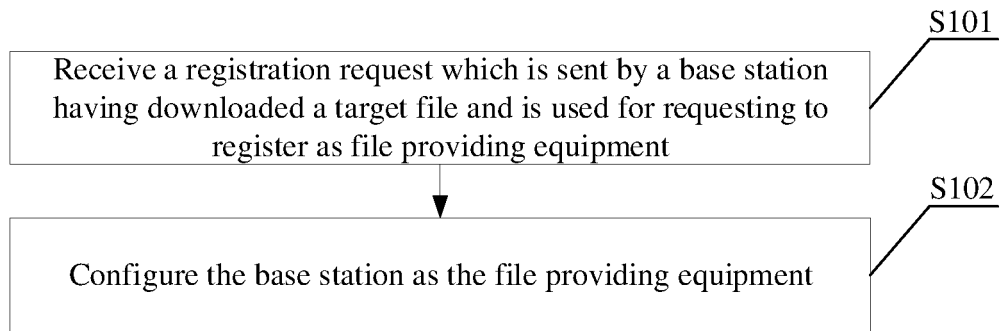 S101
Receive a registration request which is sent by a base station
having downloaded a target file and is used for requesting to
register as file providing equipment
S102
Configure the base station as the file providing equipment